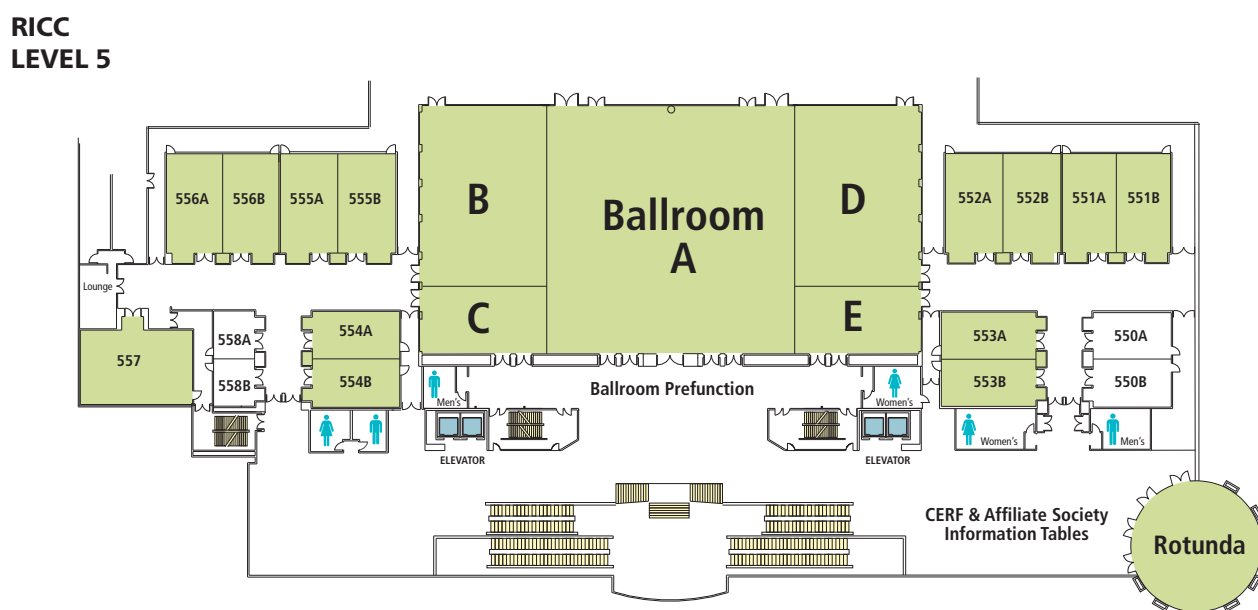 RICC
LEVEL 5
556A
556B
555A
555B
B
Ballroom
A
D
552A
552B
551A
551B
Lounge
C
E
557
558A
554A
553A
550A
558B
554B
553B
550B
Ballroom Prefunction
Men's
Women's
Women's
Men's
ELEVATOR
ELEVATOR
CERF & Affiliate Society
Information Tables
Rotunda